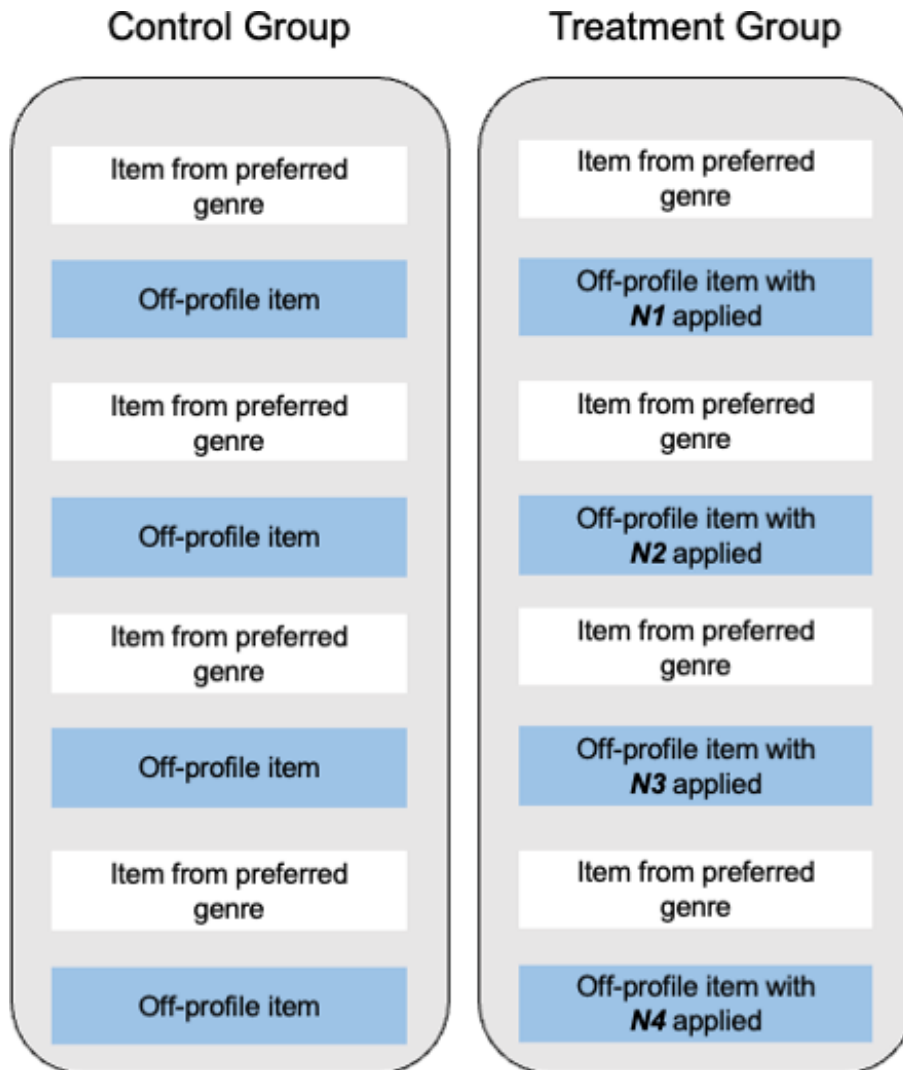 Control Group
Item from preferred
genre
Off-profile item
Item from preferred
genre
Off-profile item
Item from preferred
genre
Off-profile item
Item from preferred
genre
Off-profile item
Treatment Group
Item from preferred
genre
Off-profile item with
N1 applied
Item from preferred
genre
Off-profile item with
N2 applied
Item from preferred
genre
Off-profile item with
N3 applied
Item from preferred
genre
Off-profile item with
N4 applied